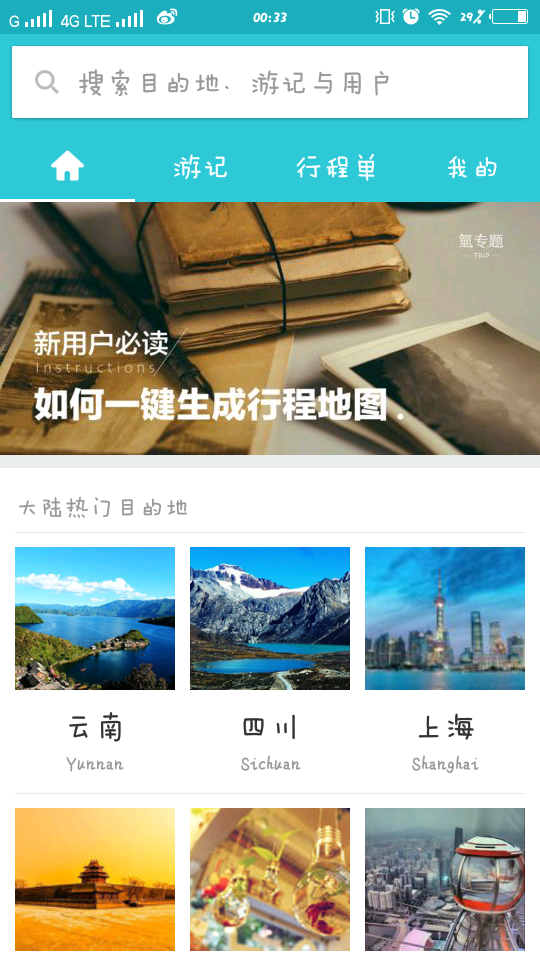 G 4G LTE 00:33 29%
搜索目的地、游记与用户
游记 行程单 我的
氢专题
TRIP
新用户必读
Instructions
如何一键生成行程地图.
大陆热门目的地
云南 四川 上海
Yunnan Sichuan Shanghai